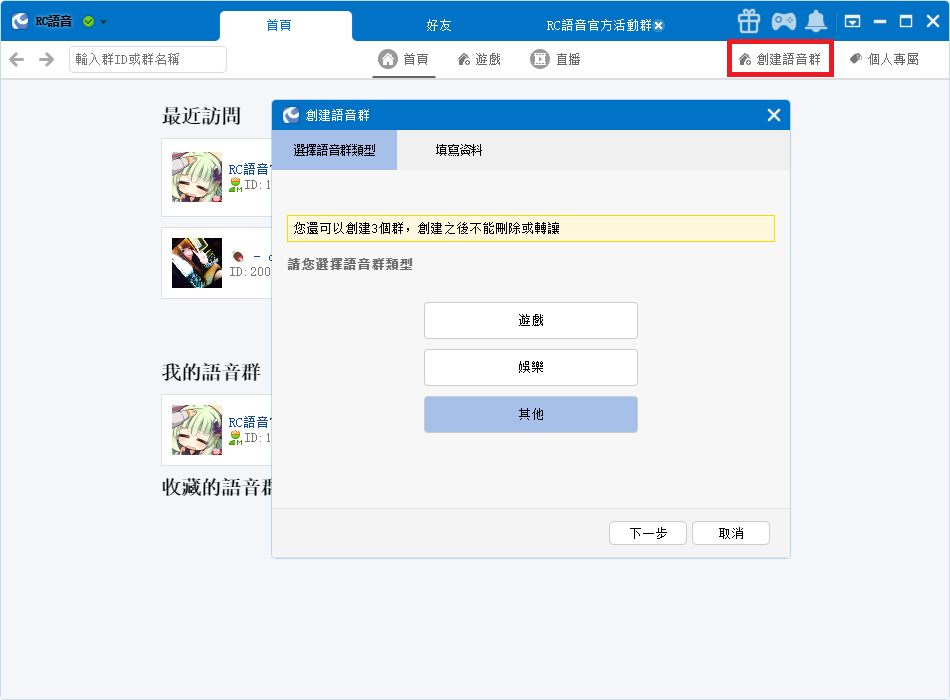 RC語音
首頁
好友
RC語音官方活動群
輸入群ID或群名稱
首頁
遊戲
直播
創建語音群
個人專屬
最近訪問
RC語音
ID: 1
ID: 200
我的語音群
RC語音
ID: 1
收藏的語音群
創建語音群
選擇語音群類型
填寫資料
您還可以創建3個群，創建之後不能刪除或轉讓
請您選擇語音群類型
遊戲
娛樂
其他
下一步
取消